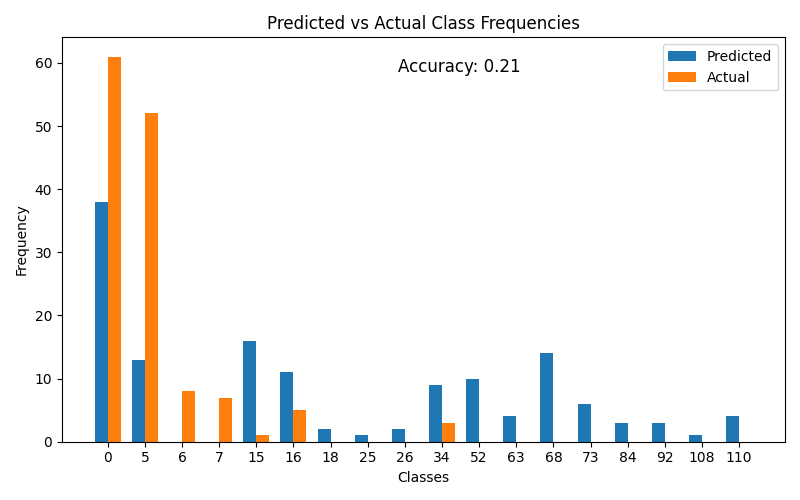 Predicted vs Actual Class Frequencies
Accuracy: 0.21
Predicted
Actual
Frequency
60
50
40
30
20
10
0
0 5 6 7 15 16 18 25 26 34 52 63 68 73 84 92 108 110
Classes